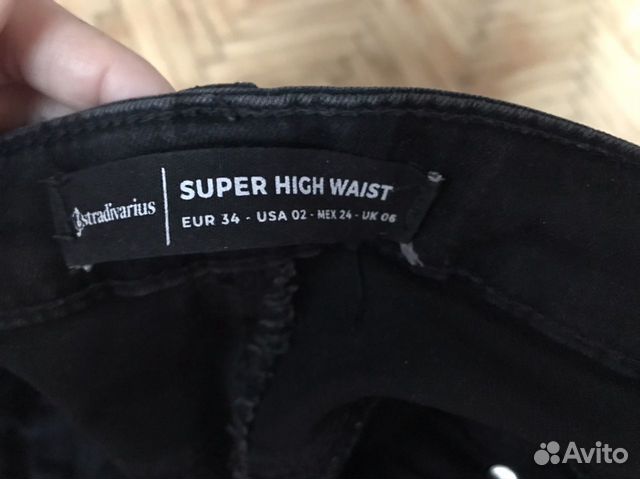 stradivarius
SUPER HIGH WAIST
EUR 34 - USA 02 - MEX 24 - UK 06
Avito